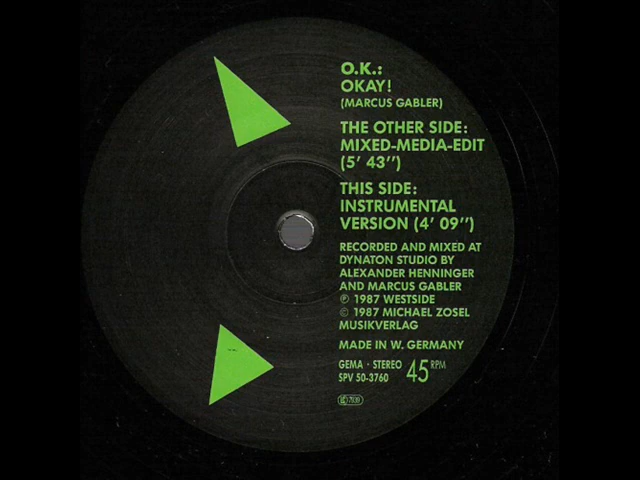 O.K.:
OKAY!
(MARCUS GABLER)
THE OTHER SIDE:
MIXED-MEDIA-EDIT
(5' 43'')
THIS SIDE:
INSTRUMENTAL
VERSION (4' 09'')
RECORDED AND MIXED AT
DYNATON STUDIO BY
ALEXANDER HENNINGER
AND MARCUS GABLER
℗ 1987 WESTSIDE
© 1987 MICHAEL ZOSEL
MUSIKVERLAG
MADE IN W. GERMANY
GEMA · STEREO
SPV 50-3760
45 RPM